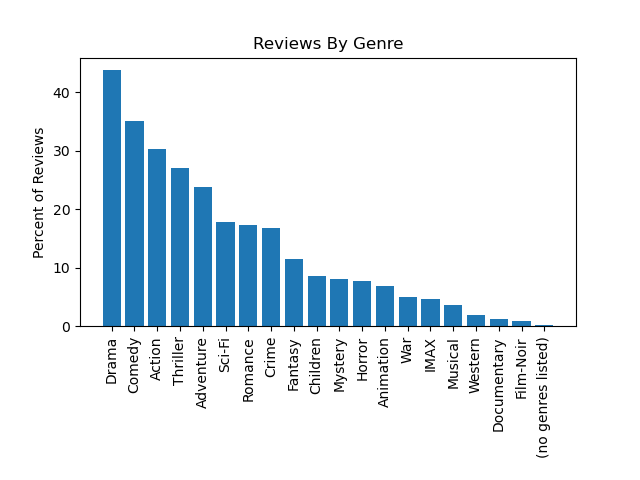 Reviews By Genre
Percent of Reviews
40
30
20
10
0
Drama
Comedy
Action
Thriller
Adventure
Sci-Fi
Romance
Crime
Fantasy
Children
Mystery
Horror
Animation
War
IMAX
Musical
Western
Documentary
Film-Noir
(no genres listed)